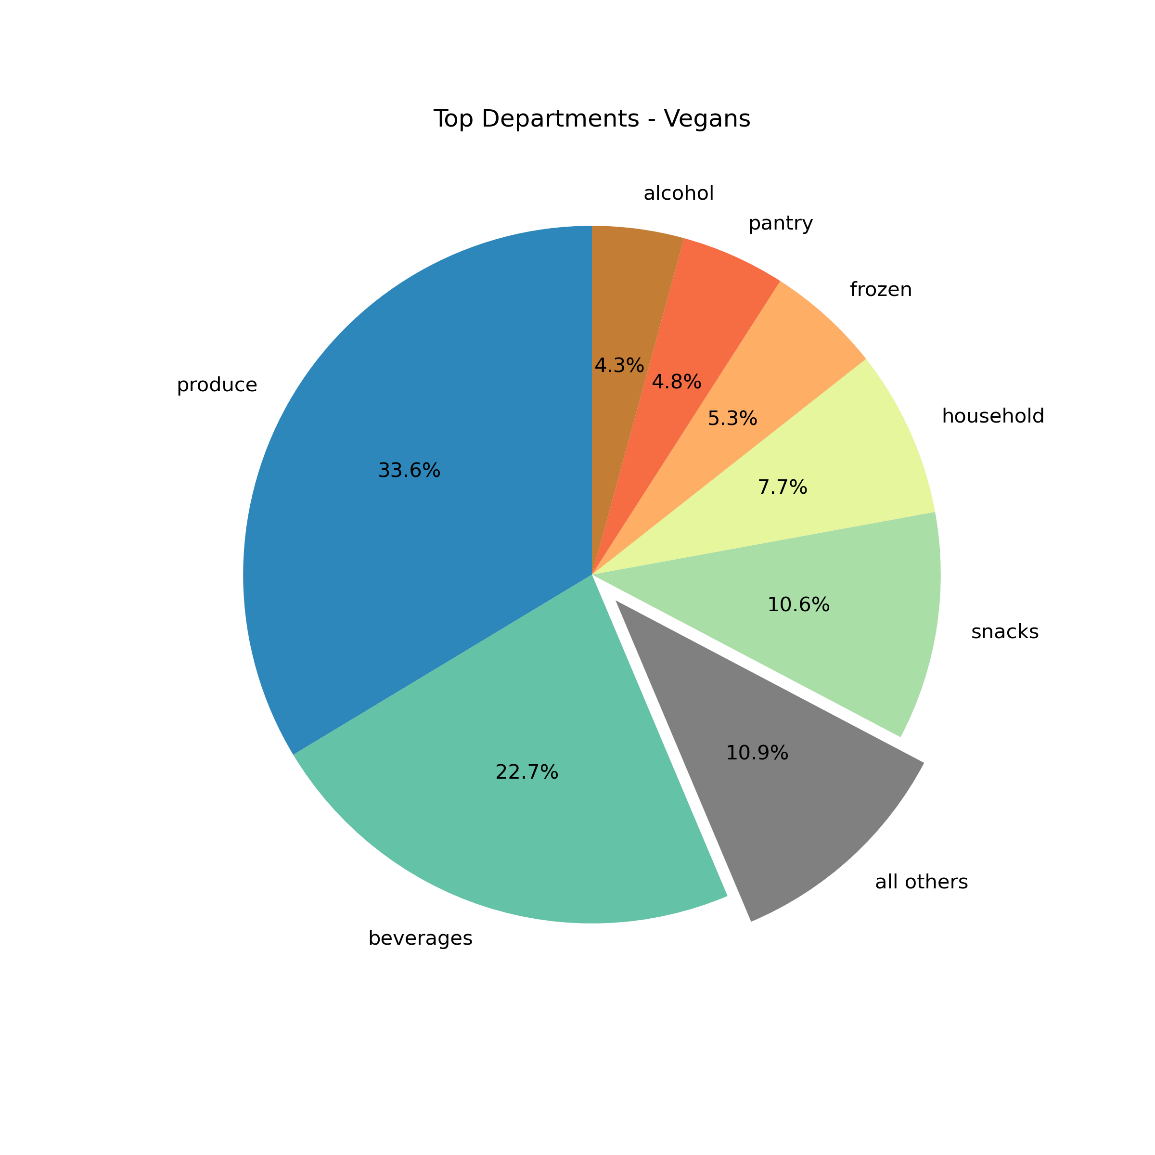 Top Departments - Vegans
alcohol
pantry
frozen
household
snacks
all others
beverages
produce
4.3%
4.8%
5.3%
7.7%
10.6%
10.9%
22.7%
33.6%